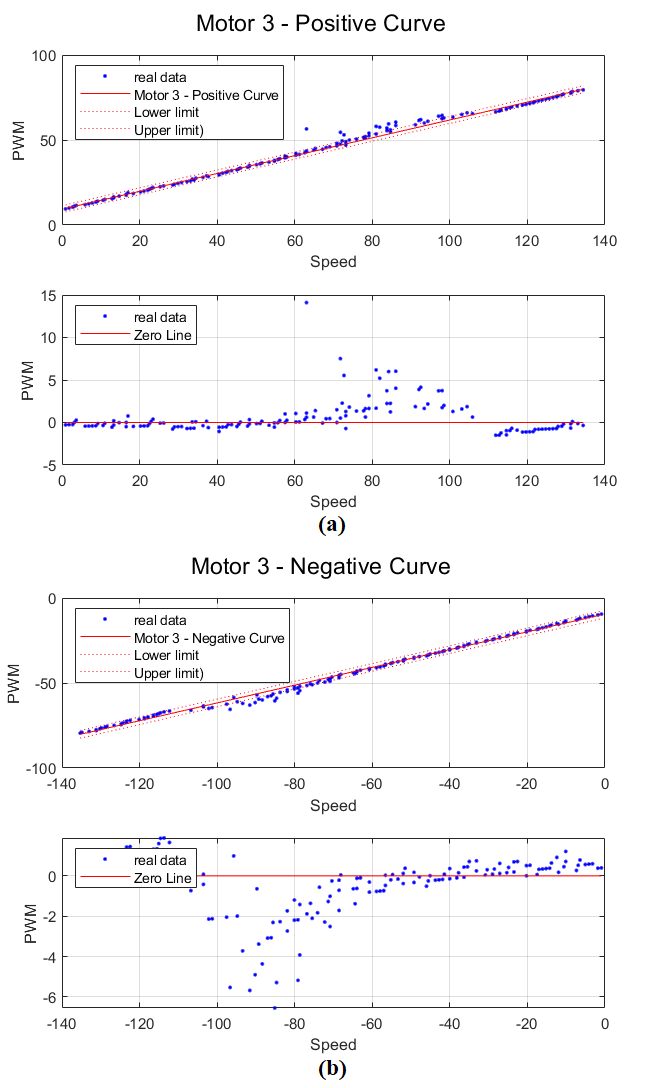 Motor 3 - Positive Curve
100
50
0
PWM
real data
Motor 3 - Positive Curve
Lower limit
Upper limit)
0 20 40 60 80 100 120 140
Speed
15
10
5
0
-5
PWM
real data
Zero Line
0 20 40 60 80 100 120 140
Speed
(a)
Motor 3 - Negative Curve
0
-50
-100
PWM
real data
Motor 3 - Negative Curve
Lower limit
Upper limit)
-140 -120 -100 -80 -60 -40 -20 0
Speed
0
-2
-4
-6
PWM
real data
Zero Line
-140 -120 -100 -80 -60 -40 -20 0
Speed
(b)